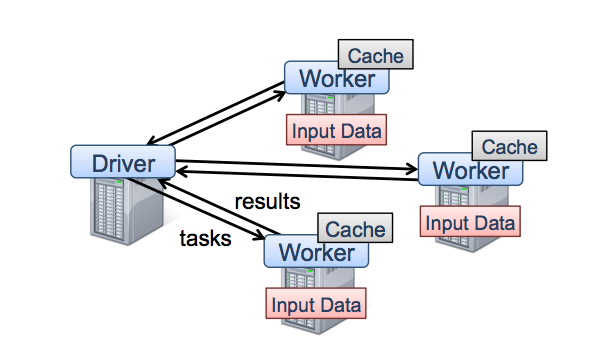 Cache
Worker
Input Data
Driver
Cache
Worker
results
Input Data
tasks
Cache
Worker
Input Data